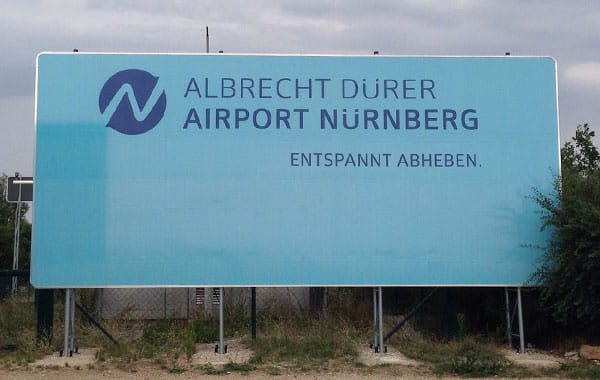 ALBRECHT DÜRER
AIRPORT NÜRNBERG
ENTSPANNT ABHEBEN.